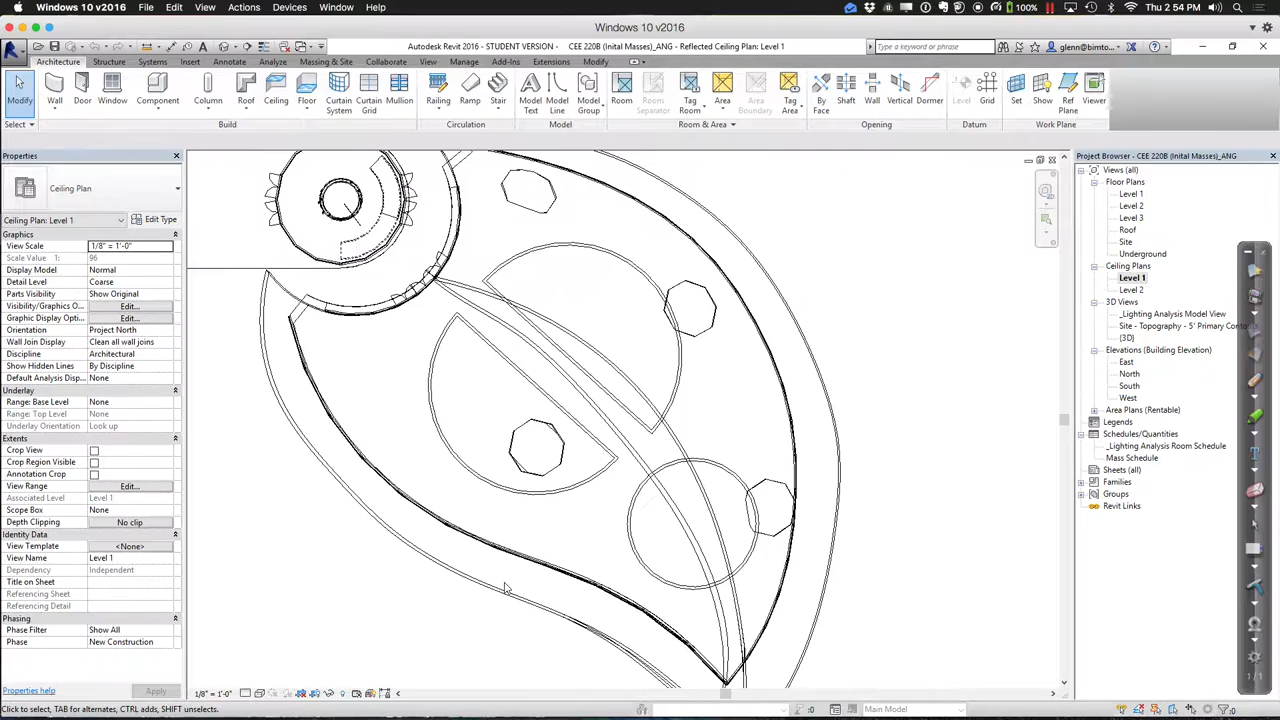 Windows 10 v2016 File Edit View Actions Devices Window Help 100% Thu 2:54 PM
Windows 10 v2016
Autodesk Revit 2016 - STUDENT VERSION - CEE 220B (Inital Masses)_ANG - Reflected Ceiling Plan: Level 1 Type a keyword or phrase glenn@bimto...
Architecture Structure Systems Insert Annotate Analyze Massing & Site Collaborate View Manage Add-Ins Extensions Modify
Modify Wall Door Window Component Column Roof Ceiling Floor Curtain System Curtain Grid Mullion Railing Ramp Stair Model Text Model Line Model Group Room Room Separator Tag Room Area Area Boundary Tag Area By Face Shaft Wall Vertical Dormer Level Grid Set Show Ref Plane Viewer
Select Build Circulation Model Room & Area Opening Datum Work Plane
Properties
Ceiling Plan
Ceiling Plan: Level 1 Edit Type
Graphics
View Scale 1/8" = 1'-0"
Scale Value 1: 96
Display Model Normal
Detail Level Coarse
Parts Visibility Show Original
Visibility/Graphics O... Edit...
Graphic Display Opti... Edit...
Orientation Project North
Wall Join Display Clean all wall joins
Discipline Architectural
Show Hidden Lines By Discipline
Default Analysis Disp... None
Underlay
Range: Base Level None
Range: Top Level None
Underlay Orientation Look up
Extents
Crop View
Crop Region Visible
Annotation Crop
View Range Edit...
Associated Level Level 1
Scope Box None
Depth Clipping No clip
Identity Data
View Template <None>
View Name Level 1
Dependency Independent
Title on Sheet
Referencing Sheet
Referencing Detail
Phasing
Phase Filter Show All
Phase New Construction
Properties help Apply
Project Browser - CEE 220B (Inital Masses)_ANG
Views (all)
Floor Plans
Level 1
Level 2
Level 3
Roof
Site
Underground
Ceiling Plans
Level 1
Level 2
3D Views
_Lighting Analysis Model View
Site - Topography - 5' Primary Conto
{3D}
Elevations (Building Elevation)
East
North
South
West
Area Plans (Rentable)
Legends
Schedules/Quantities
_Lighting Analysis Room Schedule
Mass Schedule
Sheets (all)
Families
Groups
Revit Links
1/1
1/8" = 1'-0"
Click to select, TAB for alternates, CTRL adds, SHIFT unselects. :0 Main Model :0